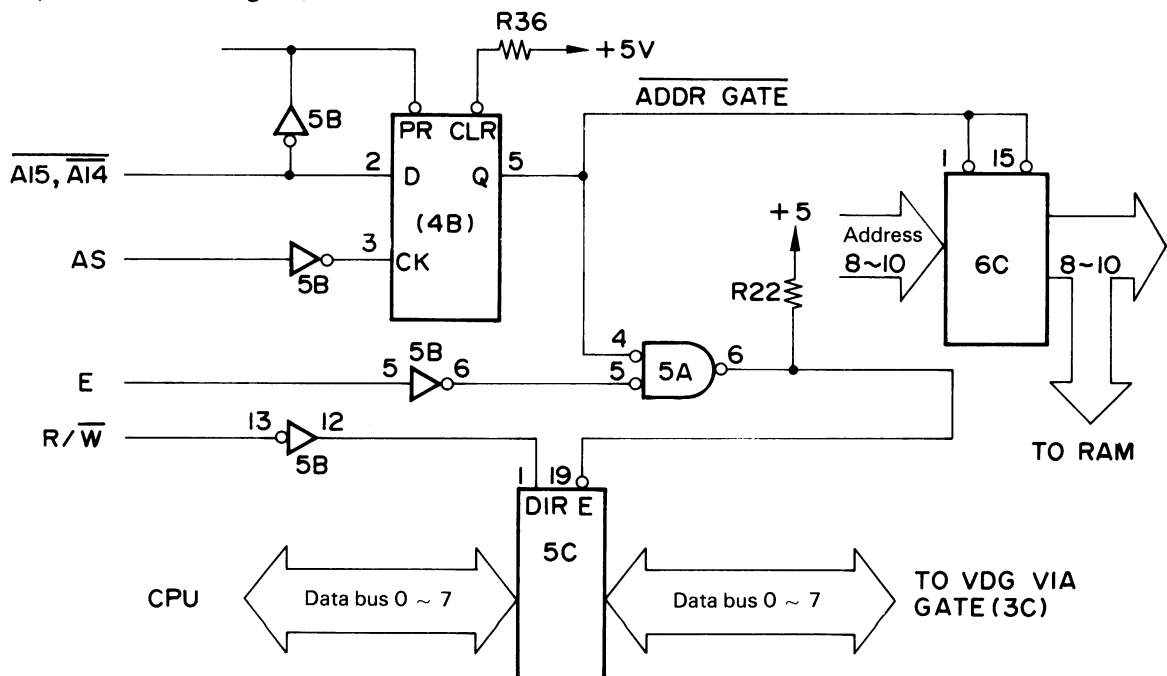 R36
+5V
ADDR GATE
5B
PR CLR
1 15
A15, A14
2 D Q 5
(4B)
+5
Address
8~10
6C
8~10
AS
5B
3 CK
R22
4
5A
6
5B
E
5 6
5
R/W
13 12
5B
TO RAM
1 19
DIR E
5C
CPU
Data bus 0 ~ 7
Data bus 0 ~ 7
TO VDG VIA
GATE(3C)